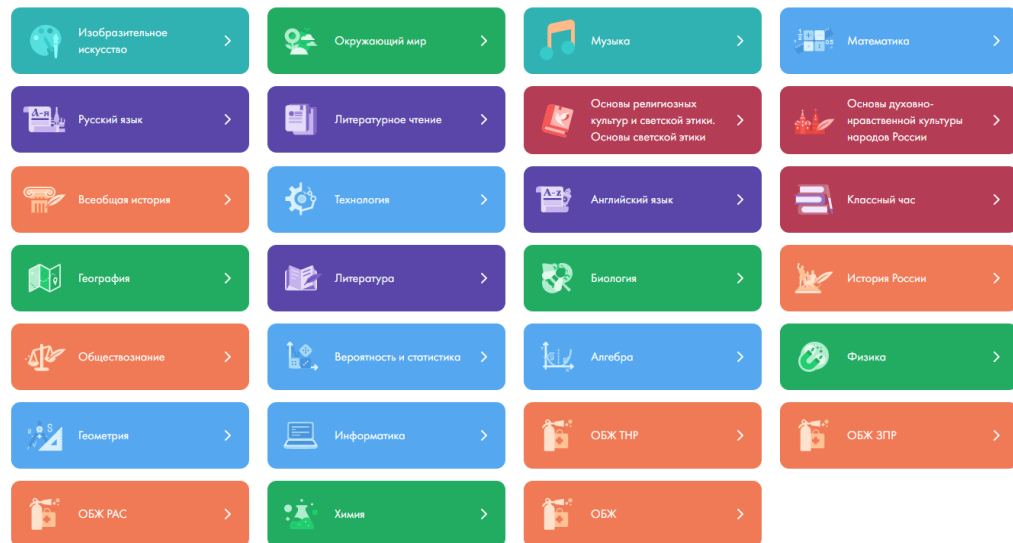 Изобразительное
искусство
Окружающий мир
Музыка
Математика
Русский язык
Литературное чтение
Основы религиозных
культур и светской этики.
Основы светской этики
Основы духовно-
нравственной культуры
народов России
Всеобщая история
Технология
Английский язык
Классный час
География
Литература
Биология
История России
Обществознание
Вероятность и статистика
Алгебра
Физика
Геометрия
Информатика
ОБЖ ТНР
ОБЖ ЗПР
ОБЖ РАС
Химия
ОБЖ